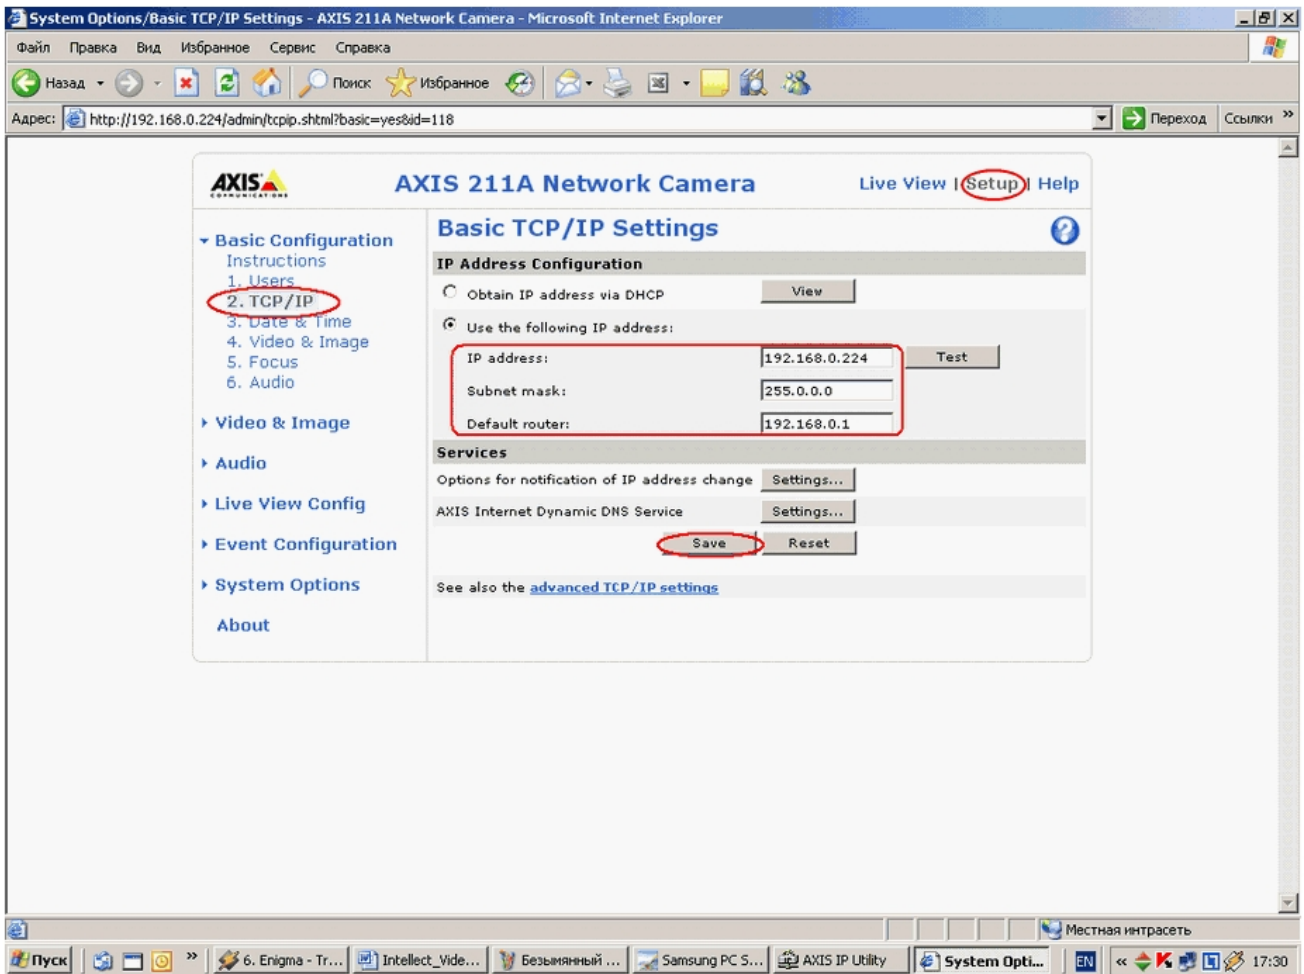 System Options/Basic TCP/IP Settings - AXIS 211A Network Camera - Microsoft Internet Explorer
Файл Правка Вид Избранное Сервис Справка
Назад Поиск Избранное
Адрес: http://192.168.0.224/admin/tcpip.shtml?basic=yes&id=118 Переход Ссылки »
AXIS
COMMUNICATIONS
AXIS 211A Network Camera
Live View | Setup | Help
Basic Configuration
Instructions
1. Users
2. TCP/IP
3. Date & Time
4. Video & Image
5. Focus
6. Audio
Video & Image
Audio
Live View Config
Event Configuration
System Options
About
Basic TCP/IP Settings
IP Address Configuration
Obtain IP address via DHCP View
Use the following IP address:
IP address: 192.168.0.224 Test
Subnet mask: 255.0.0.0
Default router: 192.168.0.1
Services
Options for notification of IP address change Settings...
AXIS Internet Dynamic DNS Service Settings...
Save Reset
See also the advanced TCP/IP settings
Местная интрасеть
Пуск » 6. Enigma - Tr... Intellect_Vide... Безымянный ... Samsung PC S... AXIS IP Utility System Opti... EN « 17:30